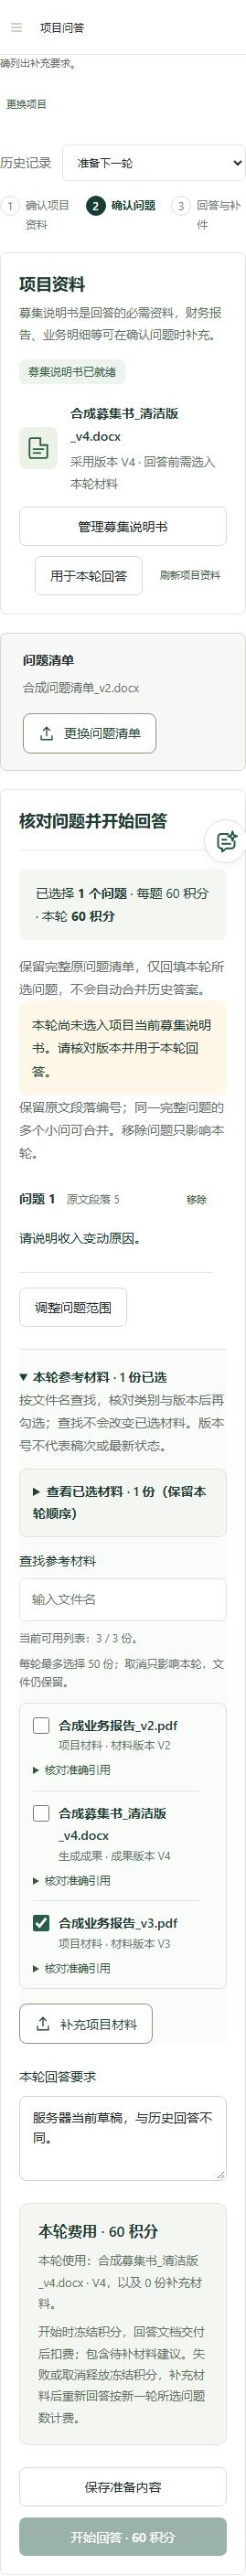 项目问答
确列出补充要求。
更换项目
历史记录
准备下一轮
1 确认项目资料
2 确认问题
3 回答与补件
项目资料
募集说明书是回答的必需资料，财务报
告、业务明细等可在确认问题时补充。
募集说明书已就绪
合成募集书_清洁版
_v4.docx
采用版本 V4 · 回答前需选入
本轮材料
管理募集说明书
用于本轮回答
刷新项目资料
问题清单
合成问题清单_v2.docx
更换问题清单
核对问题并开始回答
已选择 1 个问题 · 每题 60 积分
· 本轮 60 积分
保留完整原问题清单，仅回填本轮所
选问题，不会自动合并历史答案。
本轮尚未选入项目当前募集说明
书。请核对版本并用于本轮回
答。
保留原文段落编号；同一完整问题的
多个小问可合并。移除问题只影响本
轮。
问题 1 原文段落 5 移除
请说明收入变动原因。
调整问题范围
▼ 本轮参考材料 · 1 份已选
按文件名查找，核对类别与版本后再
勾选；查找不会改变已选材料。版本
号不代表稿次或最新状态。
▶ 查看已选材料 · 1 份（保留本
轮顺序）
查找参考材料
输入文件名
当前可用列表：3 / 3 份。
每轮最多选择 50 份；取消只影响本轮，文
件仍保留。
合成业务报告_v2.pdf
项目材料 · 材料版本 V2
▶ 核对准确引用
合成募集书_清洁版
_v4.docx
生成成果 · 成果版本 V4
▶ 核对准确引用
合成业务报告_v3.pdf
项目材料 · 材料版本 V3
▶ 核对准确引用
补充项目材料
本轮回答要求
服务器当前草稿，与历史回答不
同。
本轮费用 · 60 积分
本轮使用：合成募集书_清洁版
_v4.docx · V4，以及 0 份补充材
料。
开始时冻结积分，回答文档交付
后扣费；包含待补材料建议。失
败或取消释放冻结积分，补充材
料后重新回答按新一轮所选问题
数计费。
保存准备内容
开始回答 · 60 积分